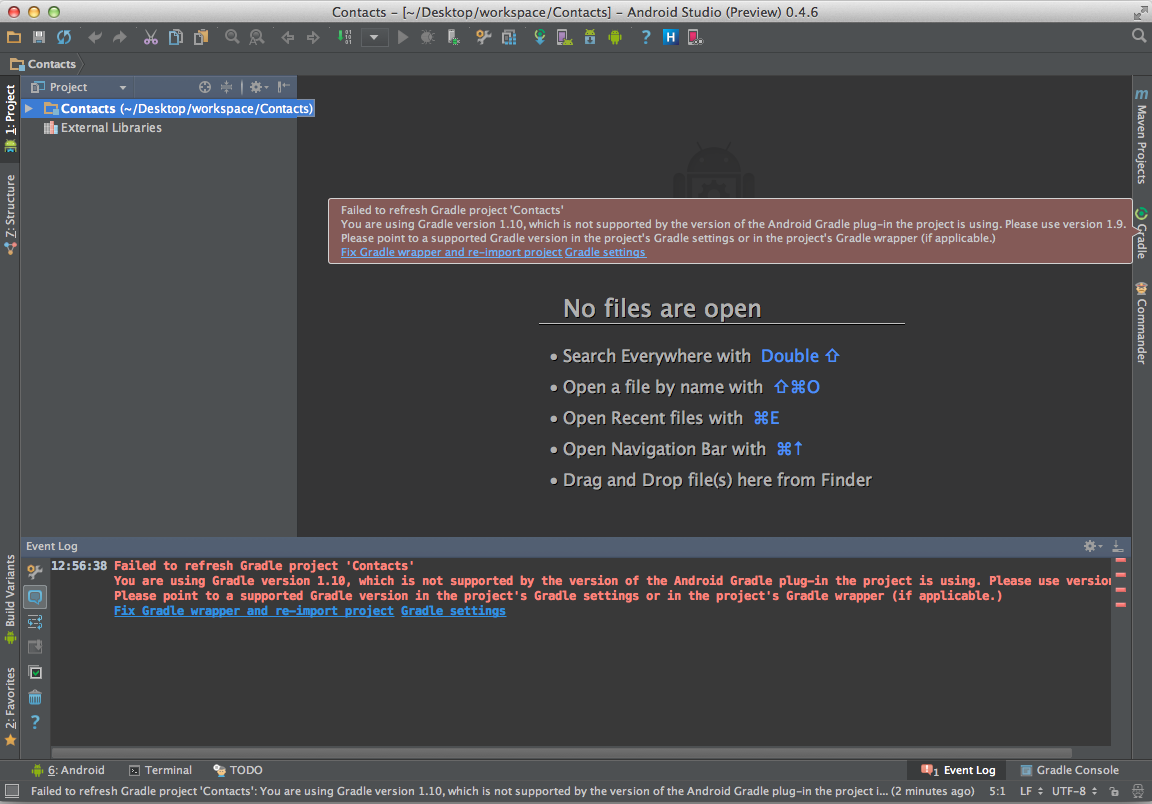 Contacts – [~/Desktop/workspace/Contacts] – Android Studio (Preview) 0.4.6
Contacts
1: Project
Project
Contacts (~/Desktop/workspace/Contacts)
External Libraries
Z: Structure
Maven Projects
Gradle
Commander
Failed to refresh Gradle project 'Contacts'
You are using Gradle version 1.10, which is not supported by the version of the Android Gradle plug-in the project is using. Please use version 1.9.
Please point to a supported Gradle version in the project's Gradle settings or in the project's Gradle wrapper (if applicable.)
Fix Gradle wrapper and re-import project Gradle settings
No files are open
• Search Everywhere with Double ⇧
• Open a file by name with ⇧⌘O
• Open Recent files with ⌘E
• Open Navigation Bar with ⌘↑
• Drag and Drop file(s) here from Finder
Event Log
Build Variants
2: Favorites
12:56:38 Failed to refresh Gradle project 'Contacts'
You are using Gradle version 1.10, which is not supported by the version of the Android Gradle plug-in the project is using. Please use version
Please point to a supported Gradle version in the project's Gradle settings or in the project's Gradle wrapper (if applicable.)
Fix Gradle wrapper and re-import project Gradle settings
6: Android Terminal TODO 1 Event Log Gradle Console
Failed to refresh Gradle project 'Contacts': You are using Gradle version 1.10, which is not supported by the version of the Android Gradle plug-in the project i... (2 minutes ago) 5:1 LF UTF-8